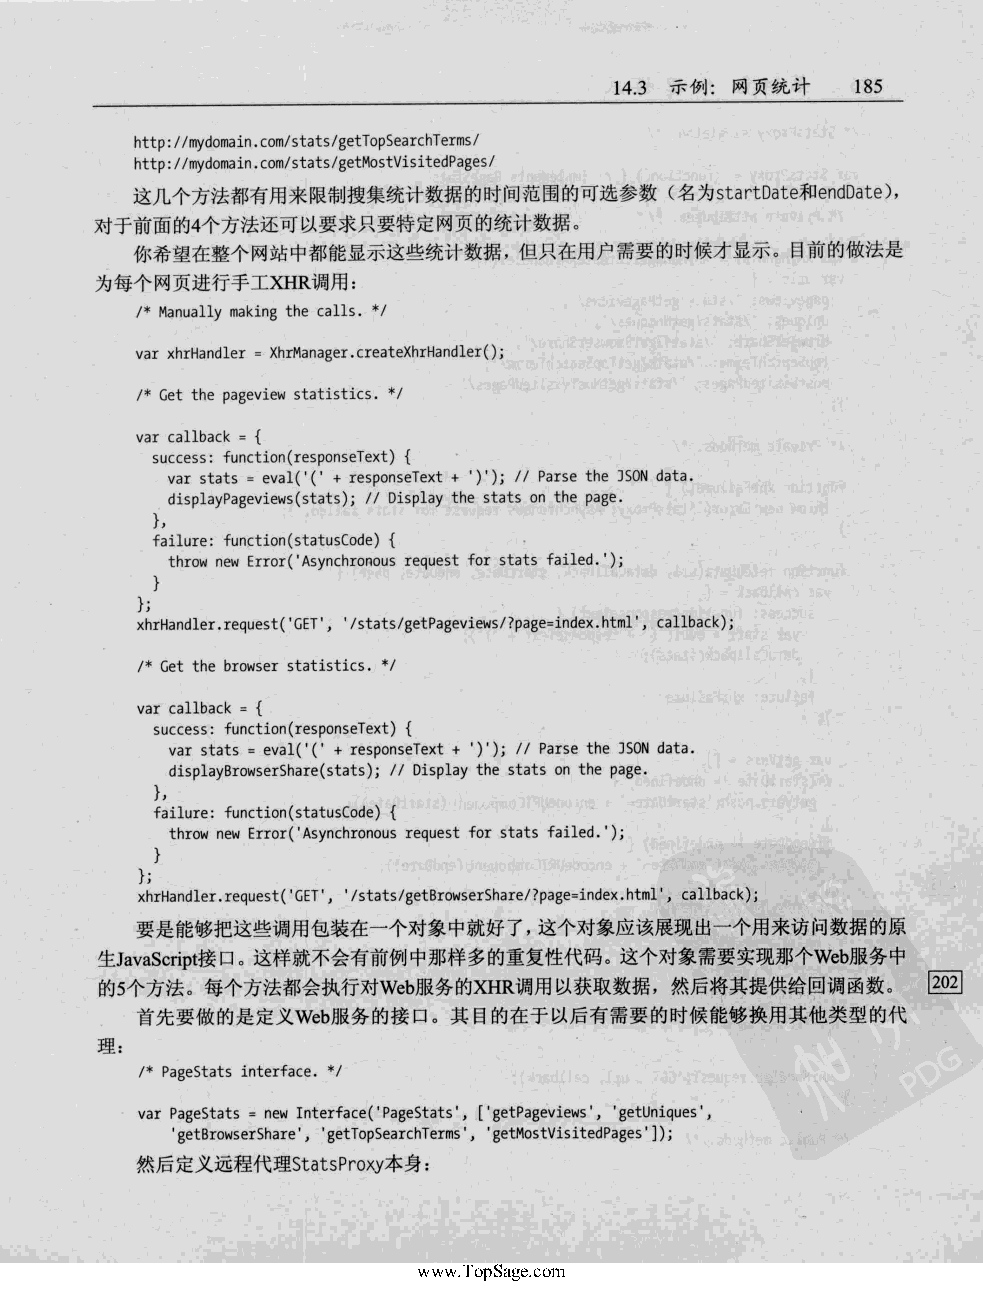 14.3 示例：网页统计 185
http://mydomain.com/stats/getTopSearchTerms/
http://mydomain.com/stats/getMostVisitedPages/
这几个方法都有用来限制搜集统计数据的时间范围的可选参数（名为startDate和endDate），
对于前面的4个方法还可以要求只要特定网页的统计数据。
你希望在整个网站中都能显示这些统计数据，但只在用户需要的时候才显示。目前的做法是
为每个网页进行手工XHR调用：
/* Manually making the calls. */
var xhrHandler = XhrManager.createXhrHandler();
/* Get the pageview statistics. */
var callback = {
success: function(responseText) {
var stats = eval('(' + responseText + ')'); // Parse the JSON data.
displayPageviews(stats); // Display the stats on the page.
},
failure: function(statusCode) {
throw new Error('Asynchronous request for stats failed.');
}
};
xhrHandler.request('GET', '/stats/getPageviews/?page=index.html', callback);
/* Get the browser statistics. */
var callback = {
success: function(responseText) {
var stats = eval('(' + responseText + ')'); // Parse the JSON data.
displayBrowserShare(stats); // Display the stats on the page.
},
failure: function(statusCode) {
throw new Error('Asynchronous request for stats failed.');
}
};
xhrHandler.request('GET', '/stats/getBrowserShare/?page=index.html', callback);
要是能够把这些调用包装在一个对象中就好了，这个对象应该展现出一个用来访问数据的原
生JavaScript接口。这样就不会有前例中那样多的重复性代码。这个对象需要实现那个Web服务中
的5个方法。每个方法都会执行对Web服务的XHR调用以获取数据，然后将其提供给回调函数。 202
首先要做的是定义Web服务的接口。其目的在于以后有需要的时候能够换用其他类型的代
理：
/* PageStats interface. */
var PageStats = new Interface('PageStats', ['getPageviews', 'getUniques',
'getBrowserShare', 'getTopSearchTerms', 'getMostVisitedPages']);
然后定义远程代理StatsProxy本身：
PDG
www.TopSage.com